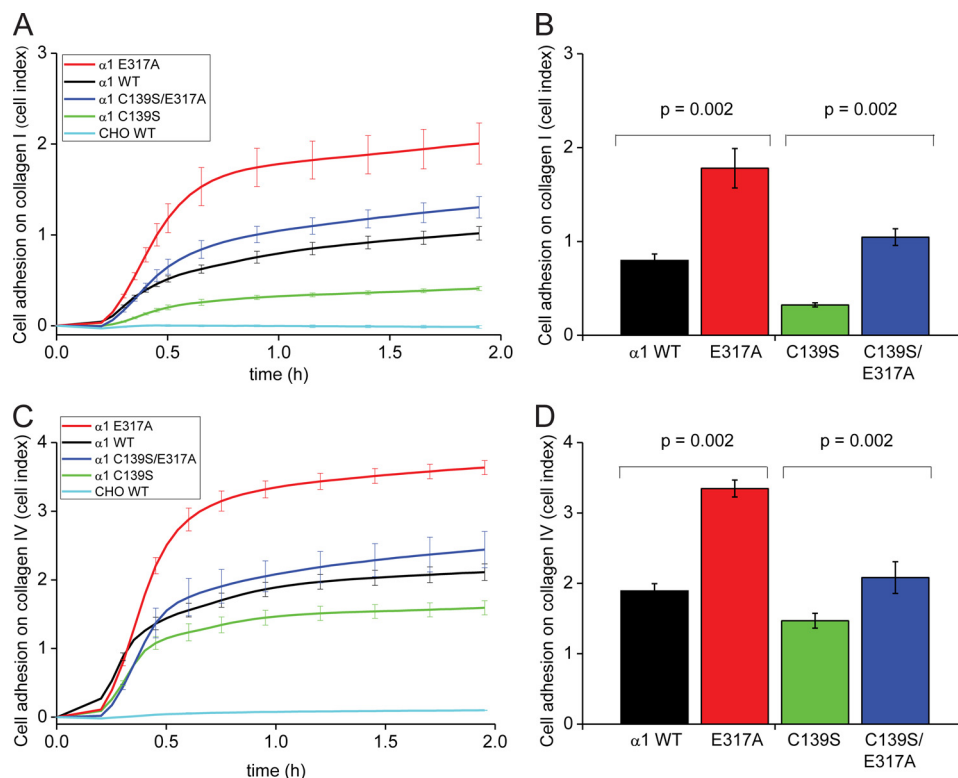 A
Cell adhesion on collagen I (cell index)
3
2
1
0
α1 E317A
α1 WT
α1 C139S/E317A
α1 C139S
CHO WT
0.0
0.5
1.0
1.5
2.0
time (h)
B
Cell adhesion on collagen I (cell index)
3
2
1
0
p = 0.002
p = 0.002
α1 WT
E317A
C139S
C139S/
E317A
C
Cell adhesion on collagen IV (cell index)
4
3
2
1
0
α1 E317A
α1 WT
α1 C139S/E317A
α1 C139S
CHO WT
0.0
0.5
1.0
1.5
2.0
time (h)
D
Cell adhesion on collagen IV (cell index)
4
3
2
1
0
p = 0.002
p = 0.002
α1 WT
E317A
C139S
C139S/
E317A